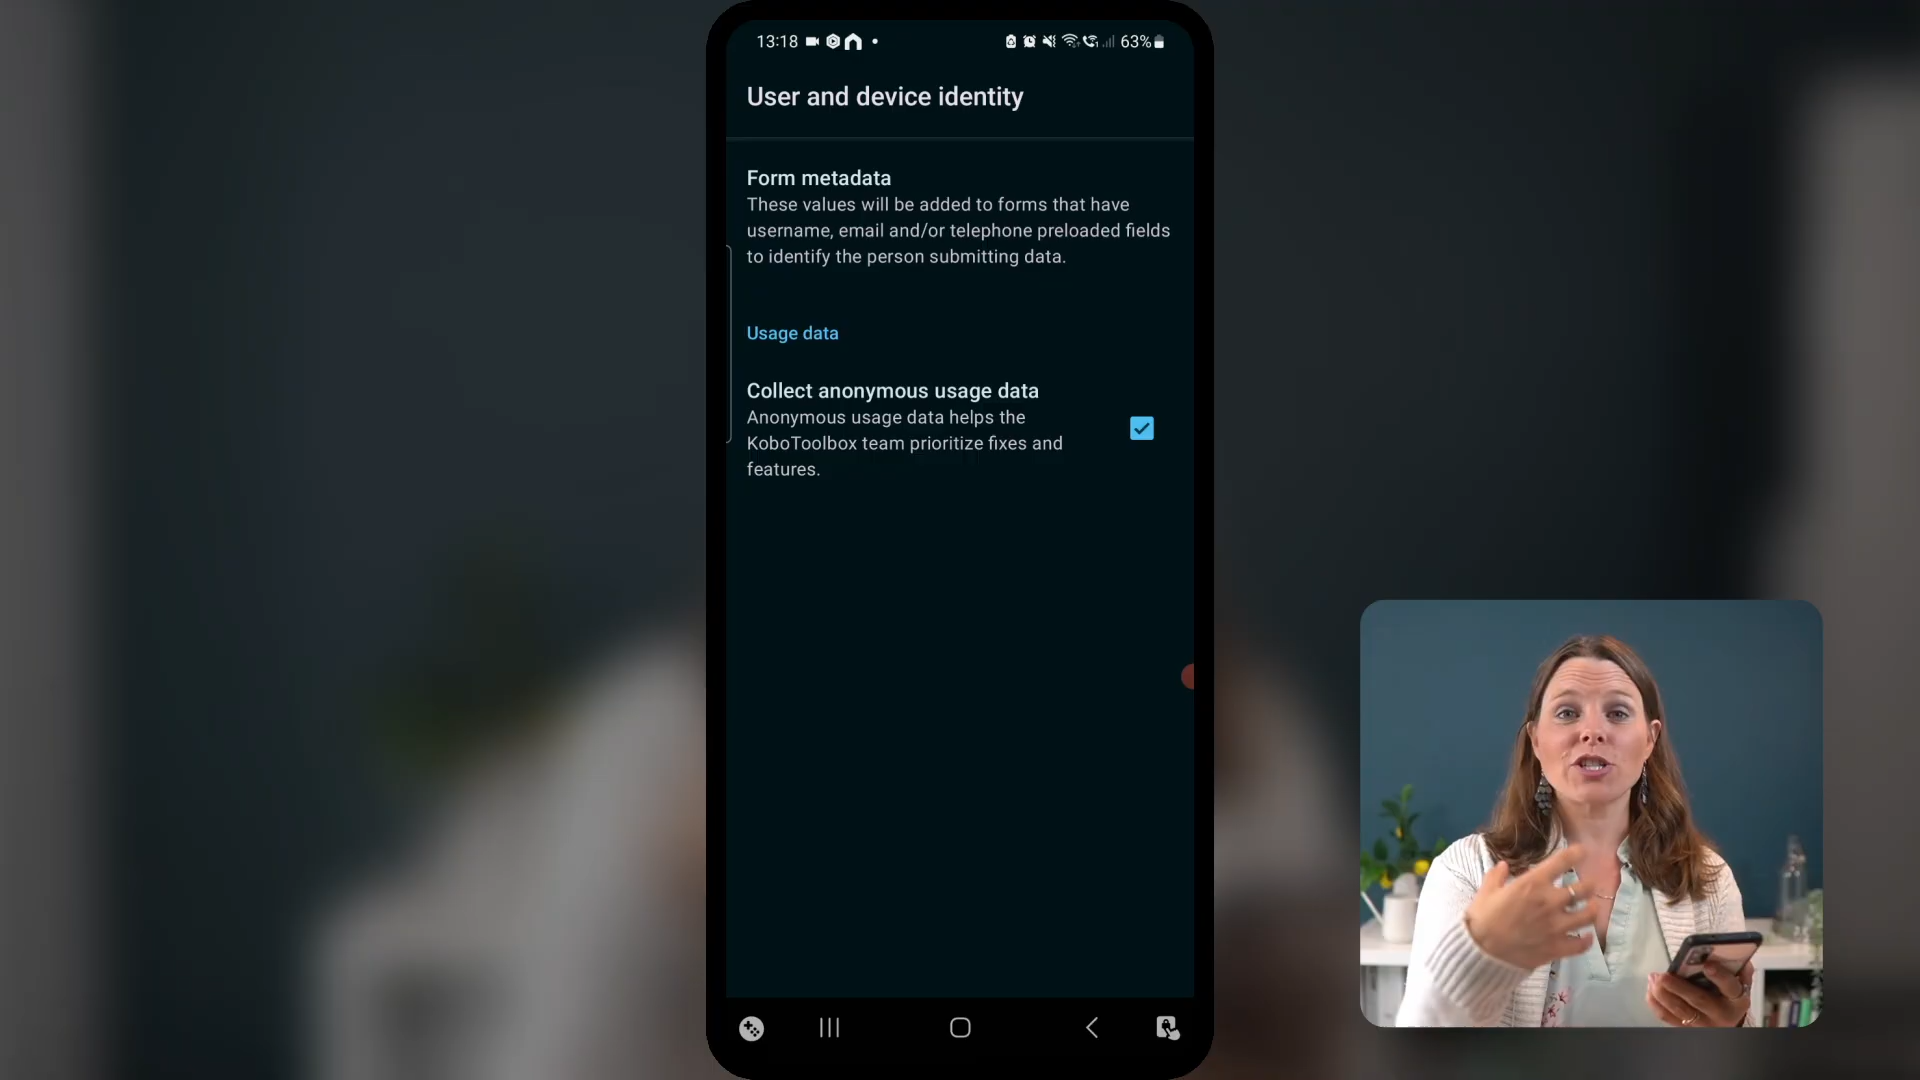 13:18
63%
User and device identity
Form metadata
These values will be added to forms that have
username, email and/or telephone preloaded fields
to identify the person submitting data.
Usage data
Collect anonymous usage data
Anonymous usage data helps the
KoboToolbox team prioritize fixes and
features.